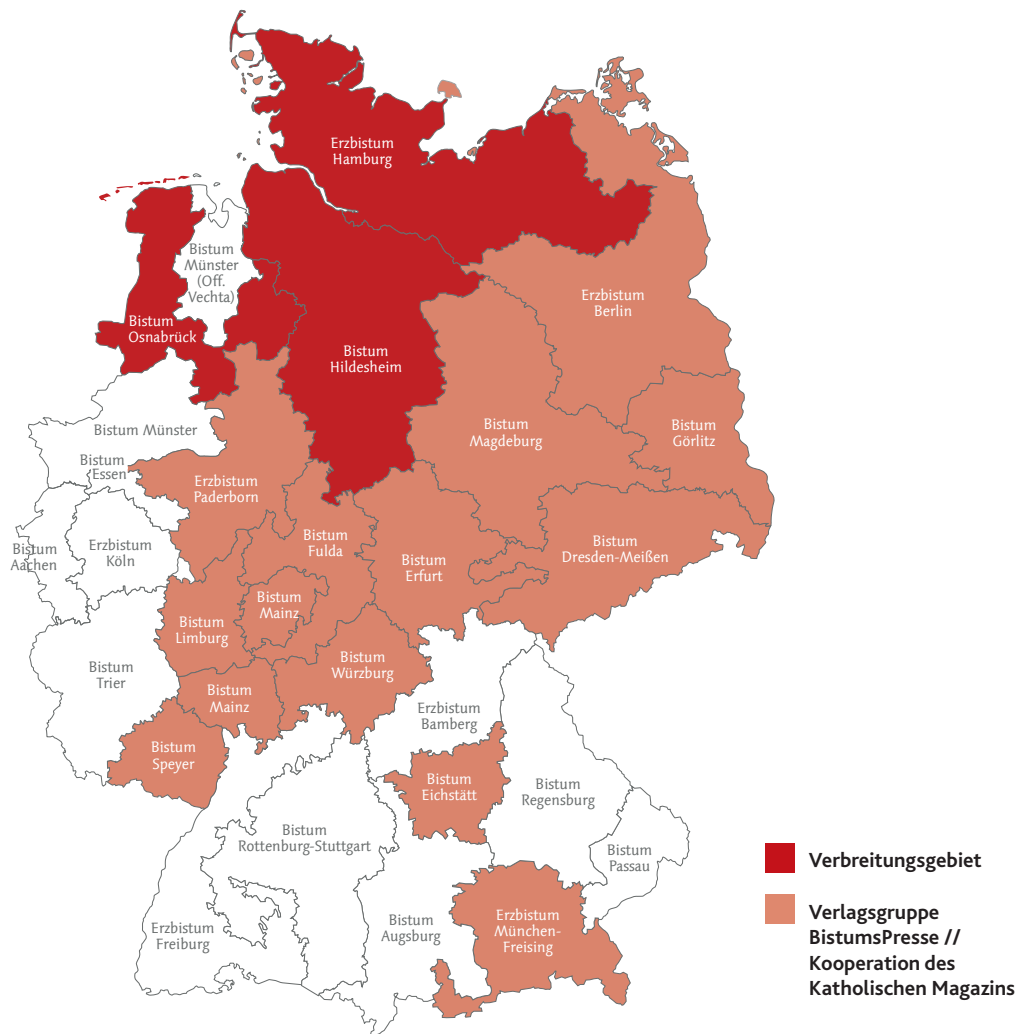 Erzbistum
Hamburg
Bistum
Münster
(Off.
Vechta)
Erzbistum
Berlin
Bistum
Osnabrück
Bistum
Hildesheim
Bistum
Magdeburg
Bistum
Görlitz
Bistum Münster
Bistum
Essen
Erzbistum
Paderborn
Bistum
Aachen
Erzbistum
Köln
Bistum
Fulda
Bistum
Erfurt
Bistum
Dresden-Meißen
Bistum
Mainz
Bistum
Limburg
Bistum
Trier
Bistum
Würzburg
Bistum
Mainz
Erzbistum
Bamberg
Bistum
Speyer
Bistum
Eichstätt
Bistum
Regensburg
Bistum
Rottenburg-Stuttgart
Bistum
Passau
Erzbistum
Freiburg
Bistum
Augsburg
Erzbistum
München-
Freising
Verbreitungsgebiet
Verlagsgruppe
BistumsPresse //
Kooperation des
Katholischen Magazins